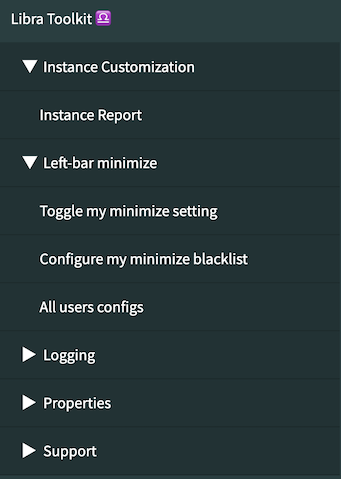 Libra Toolkit ♎
▼ Instance Customization
Instance Report
▼ Left-bar minimize
Toggle my minimize setting
Configure my minimize blacklist
All users configs
▶ Logging
▶ Properties
▶ Support